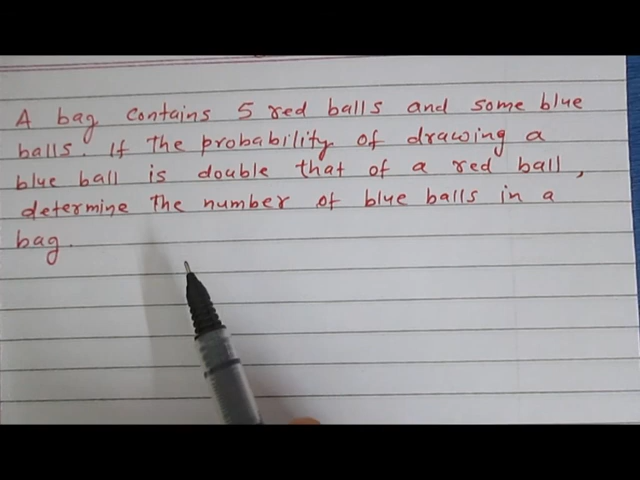 A bag contains 5 red balls and some blue
balls. If the probability of drawing a
blue ball is double that of a red ball,
determine the number of blue balls in a
bag.